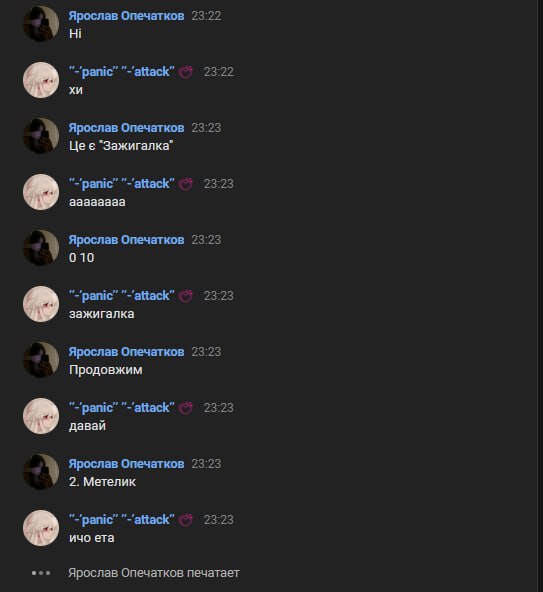 Ярослав Опечатков 23:22
Ні
"-'panic" "-'attack" 23:22
хи
Ярослав Опечатков 23:23
Це є "Зажигалка"
"-'panic" "-'attack" 23:23
аааааааа
Ярослав Опечатков 23:23
0 10
"-'panic" "-'attack" 23:23
зажигалка
Ярослав Опечатков 23:23
Продовжим
"-'panic" "-'attack" 23:23
давай
Ярослав Опечатков 23:23
2. Метелик
"-'panic" "-'attack" 23:23
ичо ета
Ярослав Опечатков печатает